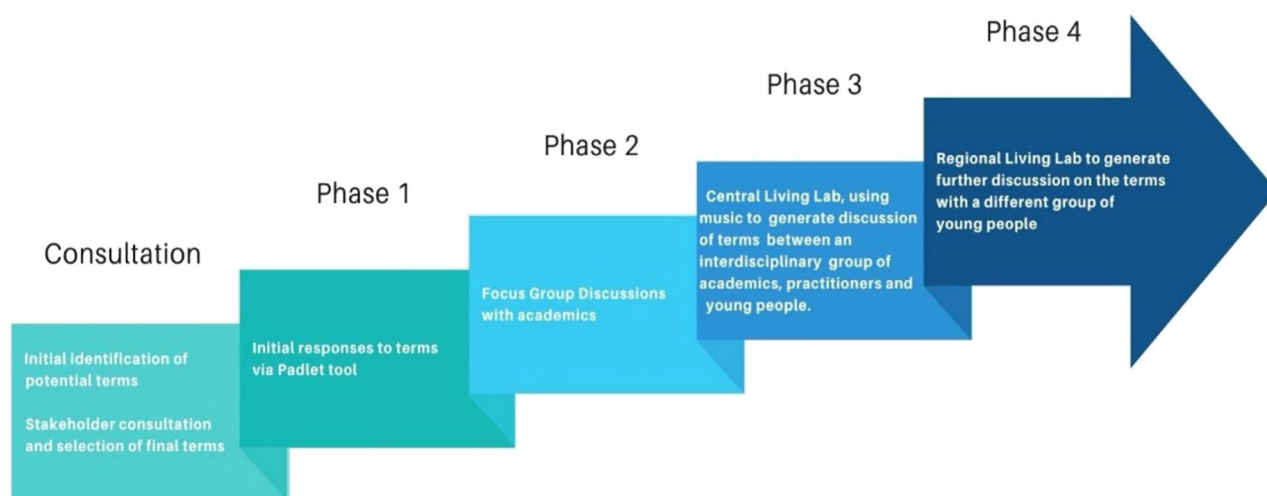 Consultation
Initial identification of
potential terms
Stakeholder consultation
and selection of final terms
Phase 1
Initial responses to terms
via Padlet tool
Phase 2
Focus Group Discussions
with academics
Phase 3
Central Living Lab, using
music to generate discussion
of terms between an
interdisciplinary group of
academics, practitioners and
young people.
Phase 4
Regional Living Lab to generate
further discussion on the terms
with a different group of
young people